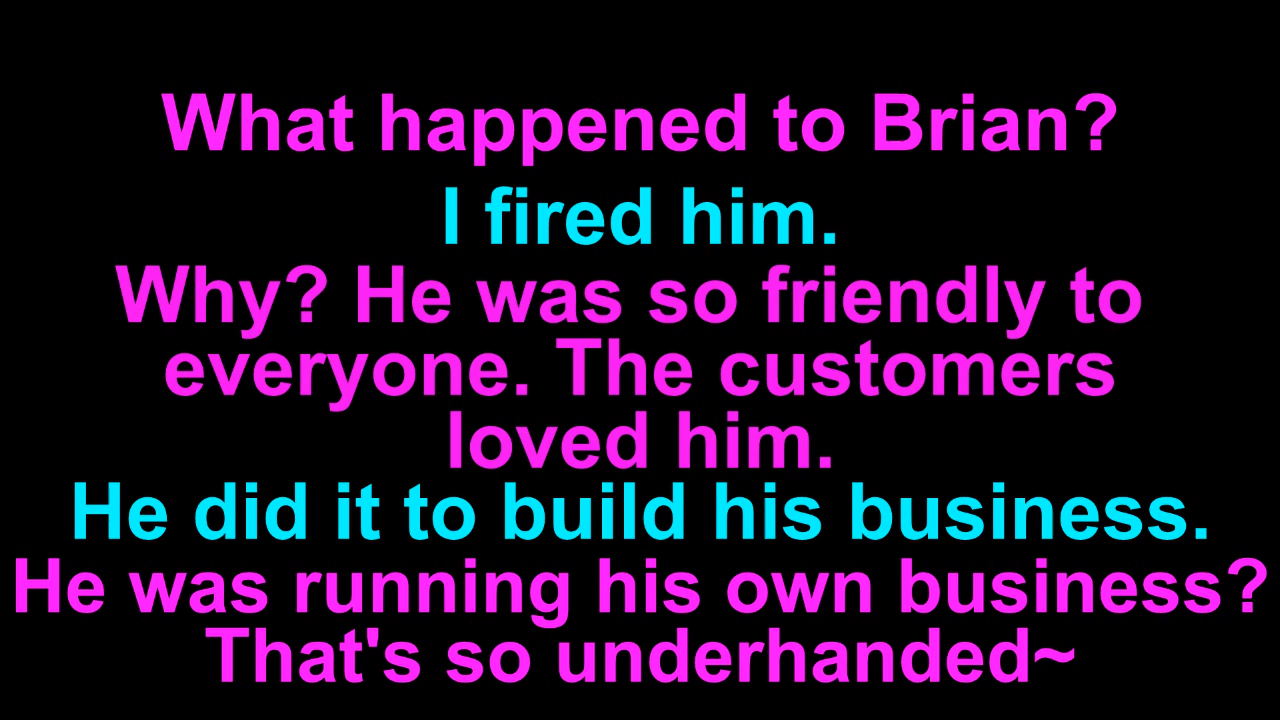 What happened to Brian?
I fired him.
Why? He was so friendly to
everyone. The customers
loved him.
He did it to build his business.
He was running his own business?
That's so underhanded~